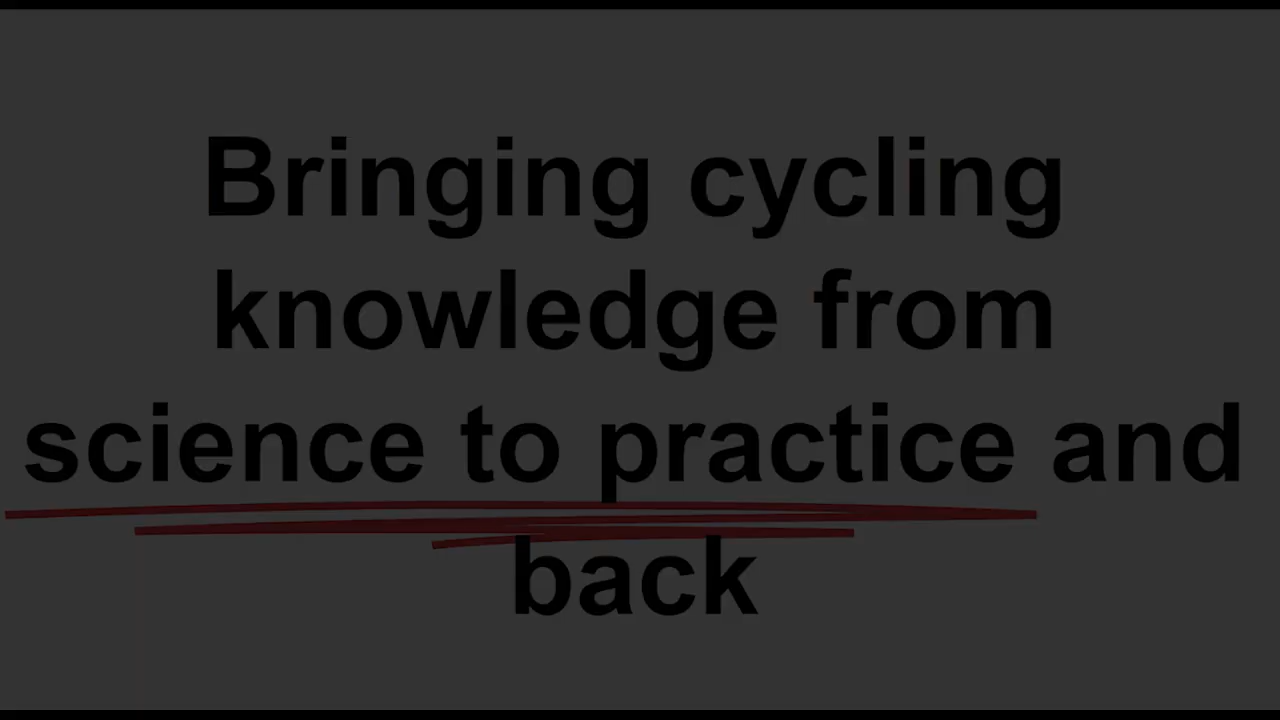 Bringing cycling
knowledge from
science to practice and
back